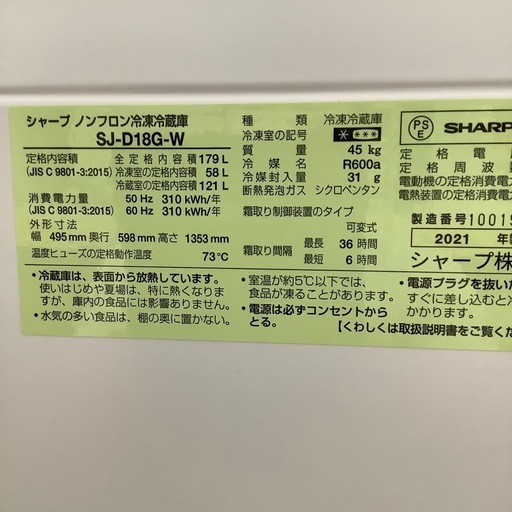 シャープ ノンフロン冷凍冷蔵庫
SJ-D18G-W
定格内容積
(JIS C 9801-3:2015)
全 定 格 内 容 積 179 L
冷凍室の定格内容積 58 L
冷蔵室の定格内容積 121 L
消費電力量
(JIS C 9801-3:2015)
50 Hz 310 kWh/年
60 Hz 310 kWh/年
外形寸法
幅 495mm 奥行 598mm 高さ 1353mm
温度ヒューズの定格動作温度 73℃
・冷蔵庫は、表面から放熱しています。
使いはじめや夏場は、特に熱くなりま
すが、庫内の食品には影響ありません。
・水気の多い食品は、棚の奥に置かない。
種 類 冷凍冷蔵庫
冷凍室の記号
質 量 45 kg
冷 媒 名 R600a
冷媒封入量 31 g
断熱発泡ガス シクロペンタン
霜取り制御装置のタイプ
可変式
霜取り間隔
最長 36 時間
最短 6 時間
・室温が約5℃以下では、
食品が凍ることがあります。
・電源は必ずコンセントから
とる。
PS
E
SHARP
定 格 電
定 格 周 波
電動機の定格消費電力
電熱装置の定格消費電
製造番号 10019
2021 年
シャープ株
・電源プラグを抜いた
すぐに差し込むと
かかります。
【くわしくは取扱説明書をご覧く